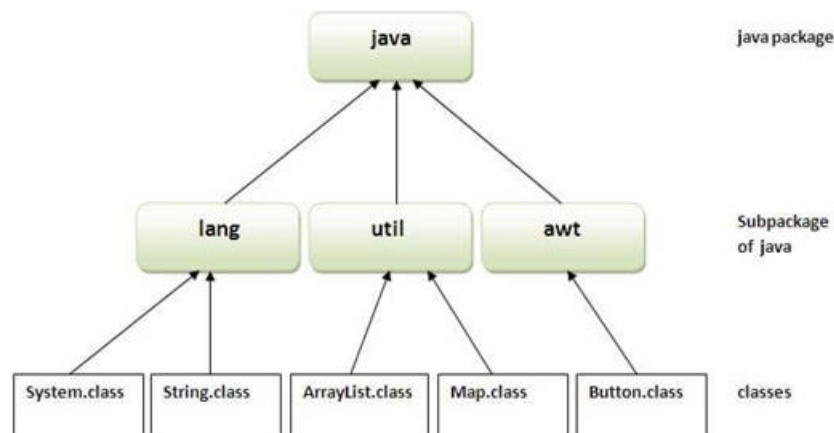 java
java package
lang
util
awt
Subpackage
of java
System.class
String.class
ArrayList.class
Map.class
Button.class
classes